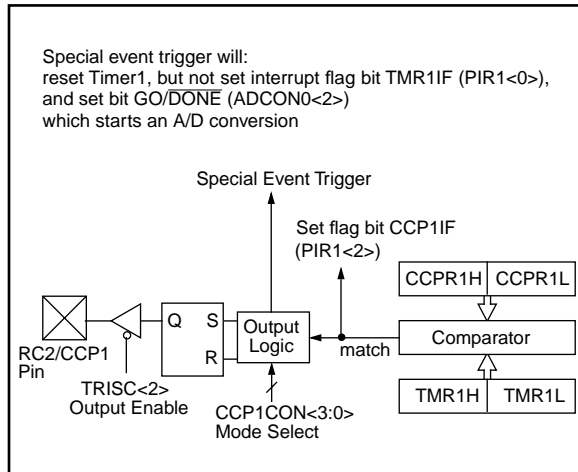 Special event trigger will:
reset Timer1, but not set interrupt flag bit TMR1IF (PIR1<0>),
and set bit GO/DONE (ADCON0<2>)
which starts an A/D conversion
Special Event Trigger
Set flag bit CCP1IF
(PIR1<2>)
CCPR1H CCPR1L
Q S
R
Output
Logic
match
Comparator
RC2/CCP1
Pin
TRISC<2>
Output Enable
CCP1CON<3:0>
Mode Select
TMR1H TMR1L